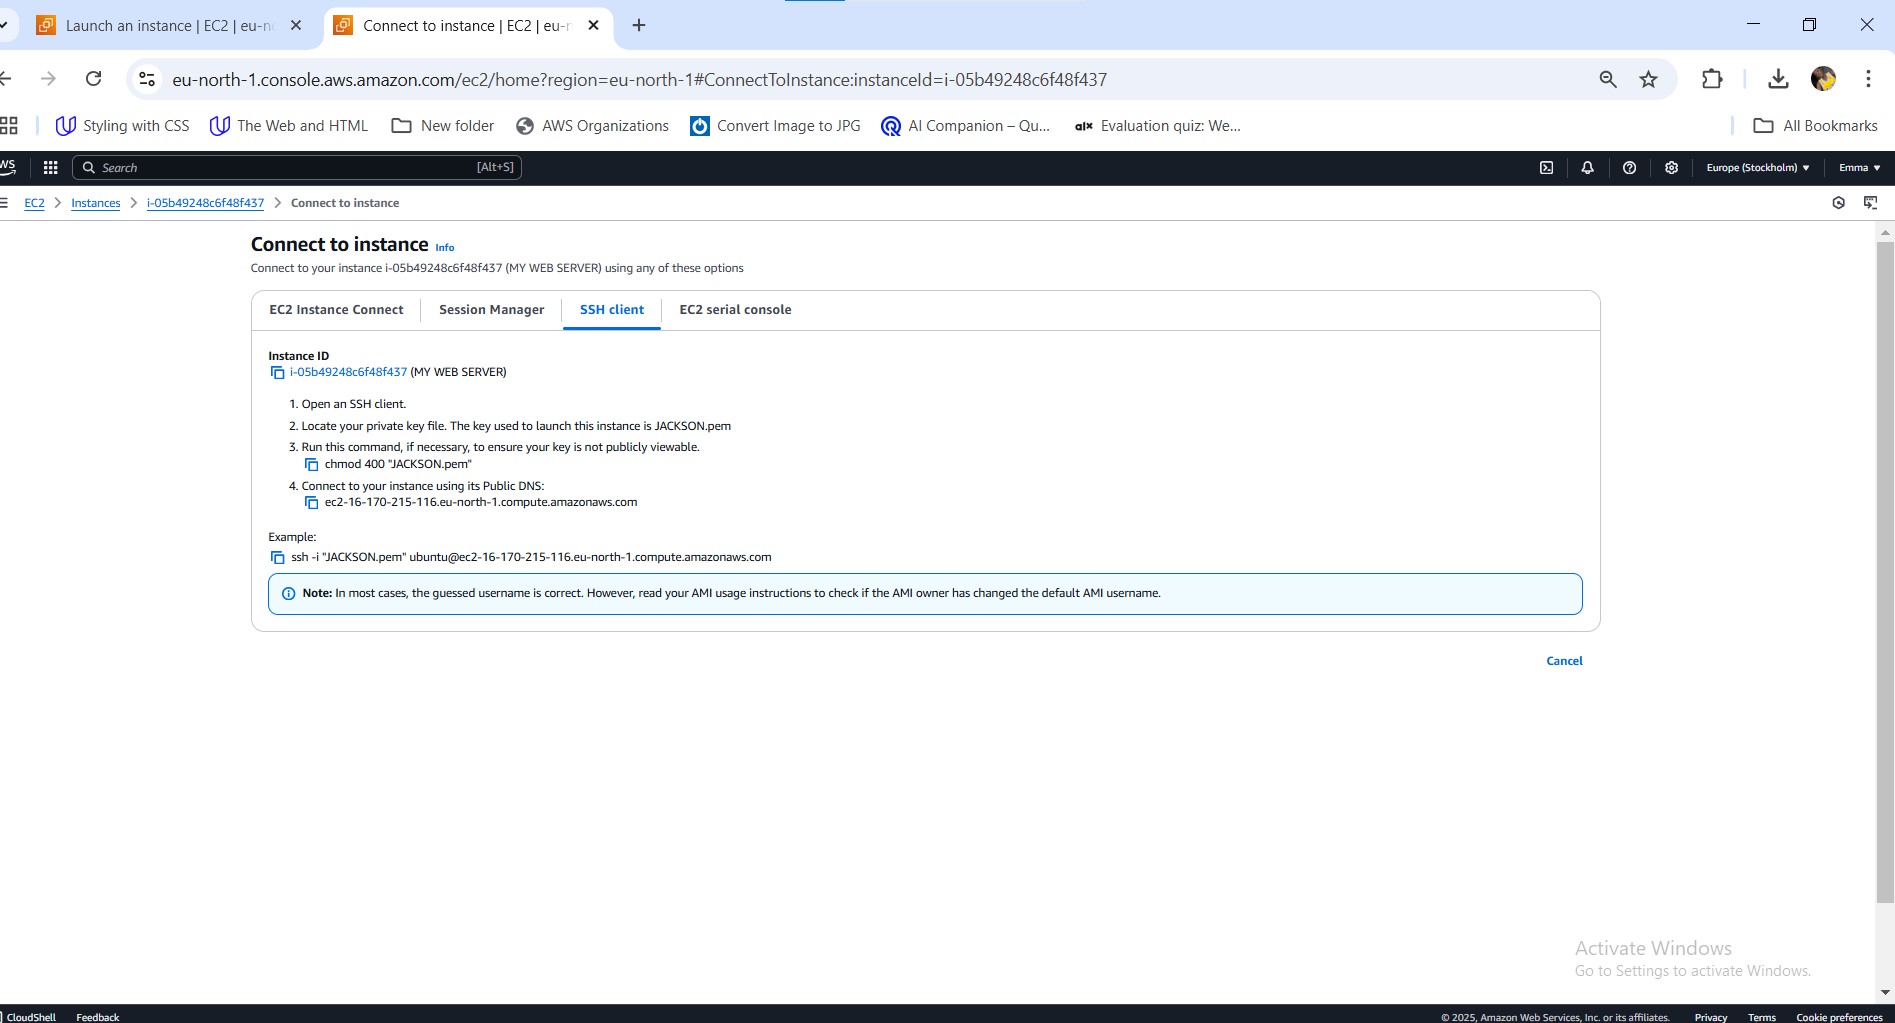 Launch an instance | EC2 | eu-n
Connect to instance | EC2 | eu-n
eu-north-1.console.aws.amazon.com/ec2/home?region=eu-north-1#ConnectToInstance:instanceId=i-05b49248c6f48f437
Styling with CSS The Web and HTML New folder AWS Organizations Convert Image to JPG AI Companion – Qu... alx Evaluation quiz: We... All Bookmarks
Search [Alt+S] Europe (Stockholm) Emma
EC2 > Instances > i-05b49248c6f48f437 > Connect to instance
Connect to instance Info
Connect to your instance i-05b49248c6f48f437 (MY WEB SERVER) using any of these options
EC2 Instance Connect Session Manager SSH client EC2 serial console
Instance ID
i-05b49248c6f48f437 (MY WEB SERVER)
1. Open an SSH client.
2. Locate your private key file. The key used to launch this instance is JACKSON.pem
3. Run this command, if necessary, to ensure your key is not publicly viewable.
chmod 400 "JACKSON.pem"
4. Connect to your instance using its Public DNS:
ec2-16-170-215-116.eu-north-1.compute.amazonaws.com
Example:
ssh -i "JACKSON.pem" ubuntu@ec2-16-170-215-116.eu-north-1.compute.amazonaws.com
Note: In most cases, the guessed username is correct. However, read your AMI usage instructions to check if the AMI owner has changed the default AMI username.
Cancel
Activate Windows
Go to Settings to activate Windows.
CloudShell Feedback © 2025, Amazon Web Services, Inc. or its affiliates. Privacy Terms Cookie preferences